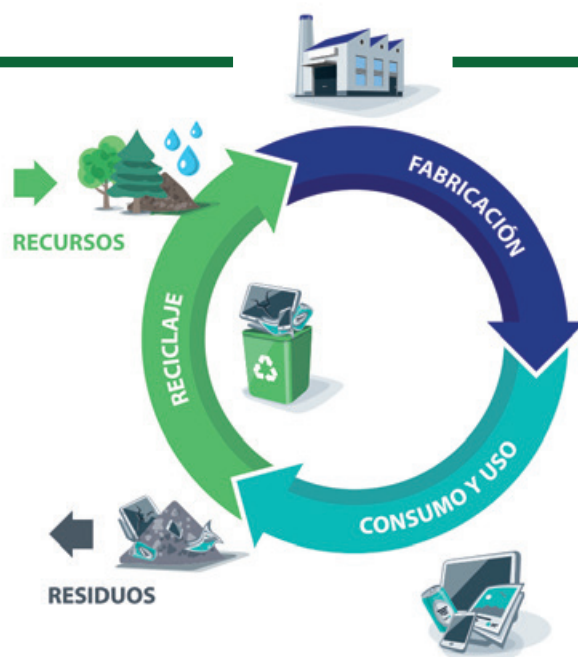 FABRICACIÓN
RECURSOS
RECICLAJE
CONSUMO Y USO
RESIDUOS